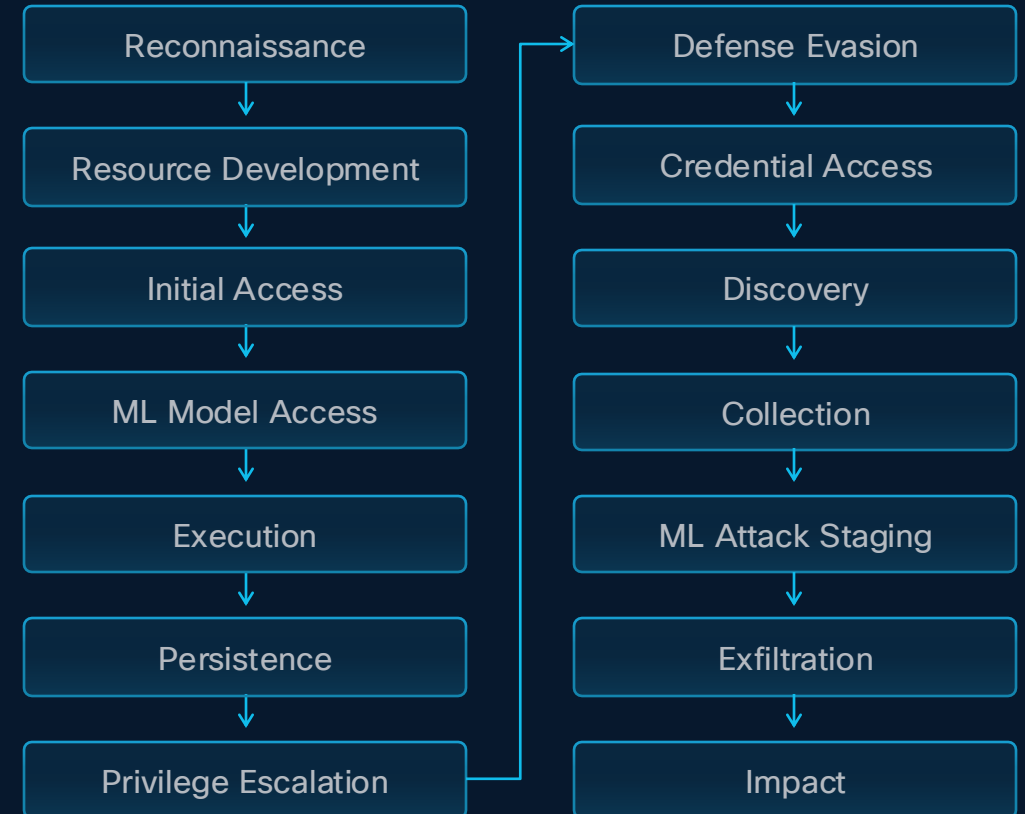 Reconnaissance
Resource Development
Initial Access
ML Model Access
Execution
Persistence
Privilege Escalation
Defense Evasion
Credential Access
Discovery
Collection
ML Attack Staging
Exfiltration
Impact